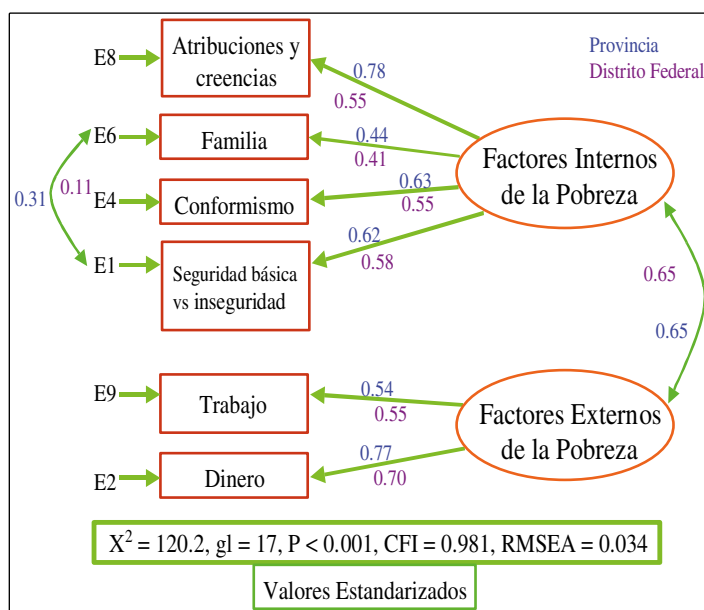 Provincia
Distrito Federal
E8
Atribuciones y
creencias
0.78
0.55
E6
Familia
0.44
0.41
Factores Internos
de la Pobreza
0.31
0.11
E4
Conformismo
0.63
0.55
E1
Seguridad básica
vs inseguridad
0.62
0.58
0.65
0.65
E9
Trabajo
0.54
0.55
Factores Externos
de la Pobreza
E2
Dinero
0.77
0.70
X² = 120.2, gl = 17, P < 0.001, CFI = 0.981, RMSEA = 0.034
Valores Estandarizados